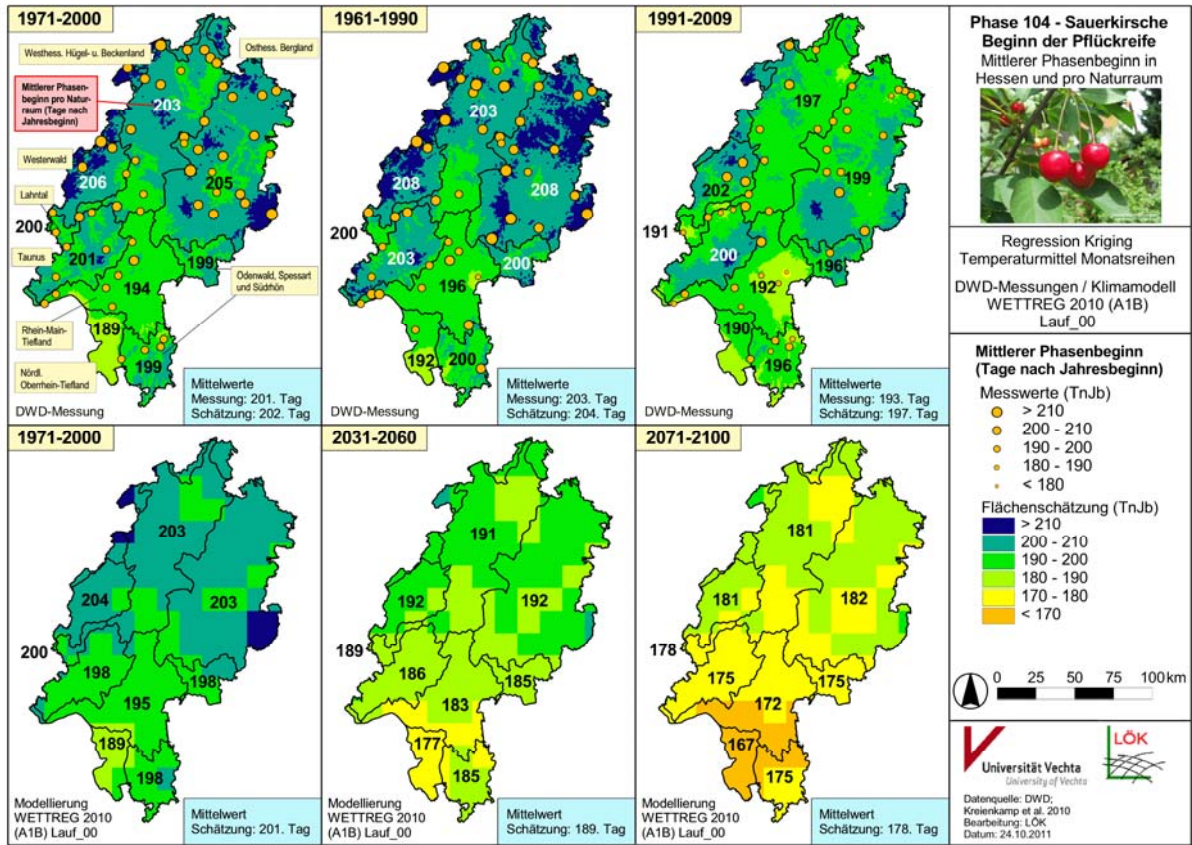 1971-2000
Westhess. Hügel- u. Beckenland
Osthess. Bergland
Mittlerer Phasen-
beginn pro Natur-
raum (Tage nach
Jahresbeginn)
203
Westerwald
206
205
Lahntal
200
Taunus
201
199
194
Odenwald, Spessart
und Südrhön
Rhein-Main-
Tiefland
189
199
Nördl.
Oberrhein-Tiefland
DWD-Messung
Mittelwerte
Messung: 201. Tag
Schätzung: 202. Tag
1961-1990
203
208
208
200
203
200
196
192
200
DWD-Messung
Mittelwerte
Messung: 203. Tag
Schätzung: 204. Tag
1991-2009
197
202
199
191
200
196
192
190
196
Mittelwerte
Messung: 193. Tag
Schätzung: 197. Tag
1971-2000
203
204
203
200
198
198
195
189
198
Modellierung
WETTREG 2010
(A1B) Lauf_00
Mittelwert
Schätzung: 201. Tag
2031-2060
191
192
192
189
186
185
183
177
185
Modellierung
WETTREG 2010
(A1B) Lauf_00
Mittelwert
Schätzung: 189. Tag
2071-2100
181
181
182
178
175
175
172
167
175
Modellierung
WETTREG 2010
(A1B) Lauf_00
Mittelwert
Schätzung: 178. Tag
Phase 104 - Sauerkirsche
Beginn der Pflückreife
Mittlerer Phasenbeginn in
Hessen und pro Naturraum
Regression Kriging
Temperaturmittel Monatsreihen
DWD-Messungen / Klimamodell
WETTREG 2010 (A1B)
Lauf_00
Mittlerer Phasenbeginn
(Tage nach Jahresbeginn)
Messwerte (TnJb)
> 210
200 - 210
190 - 200
180 - 190
< 180
Flächenschätzung (TnJb)
> 210
200 - 210
190 - 200
180 - 190
170 - 180
< 170
0 25 50 75 100 km
Universität Vechta
University of Vechta
LÖK
Datenquelle: DWD;
Kreienkamp et al. 2010
Bearbeitung: LÖK
Datum: 24.10.2011